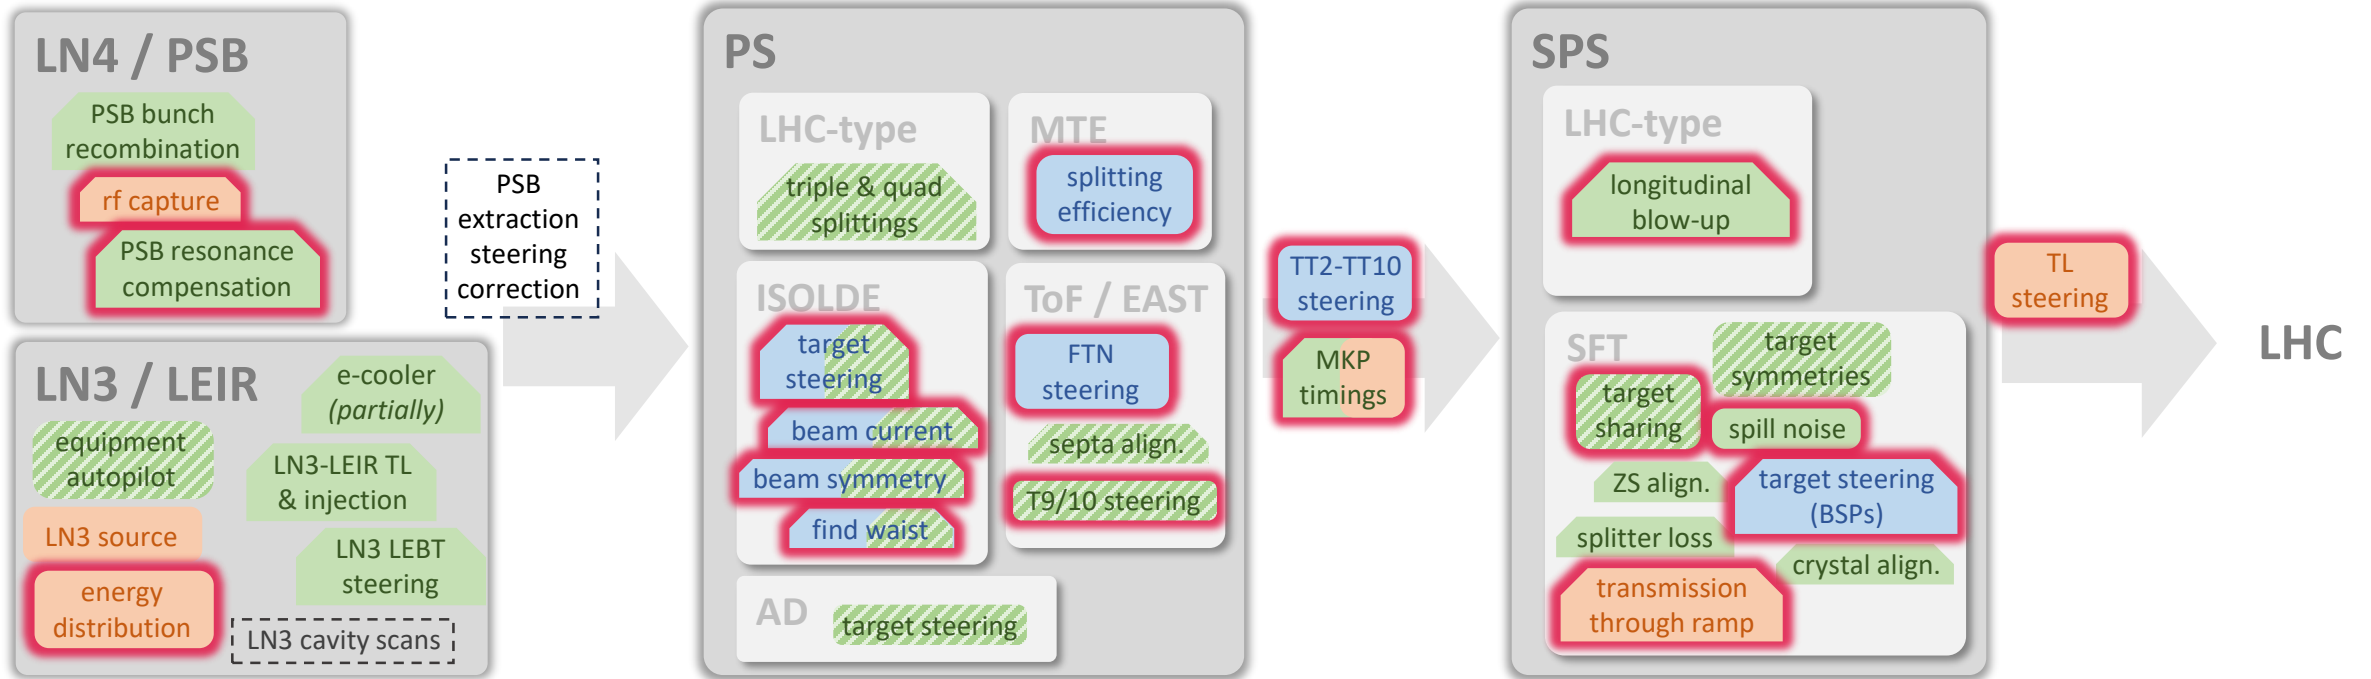 LN4 / PSB
PSB bunch
recombination
rf capture
PSB resonance
compensation
LN3 / LEIR
e-cooler
(partially)
equipment
autopilot
LN3-LEIR TL
& injection
LN3 source
LN3 LEBT
steering
energy
distribution
LN3 cavity scans
PSB
extraction
steering
correction
PS
LHC-type
triple & quad
splittings
MTE
splitting
efficiency
ISOLDE
target
steering
beam current
beam symmetry
find waist
ToF / EAST
FTN
steering
septa align.
T9/10 steering
AD
target steering
TT2-TT10
steering
MKP
timings
SPS
LHC-type
longitudinal
blow-up
SFT
target
symmetries
target
sharing
spill noise
ZS align.
target steering
(BSPs)
splitter loss
crystal align.
transmission
through ramp
TL
steering
LHC